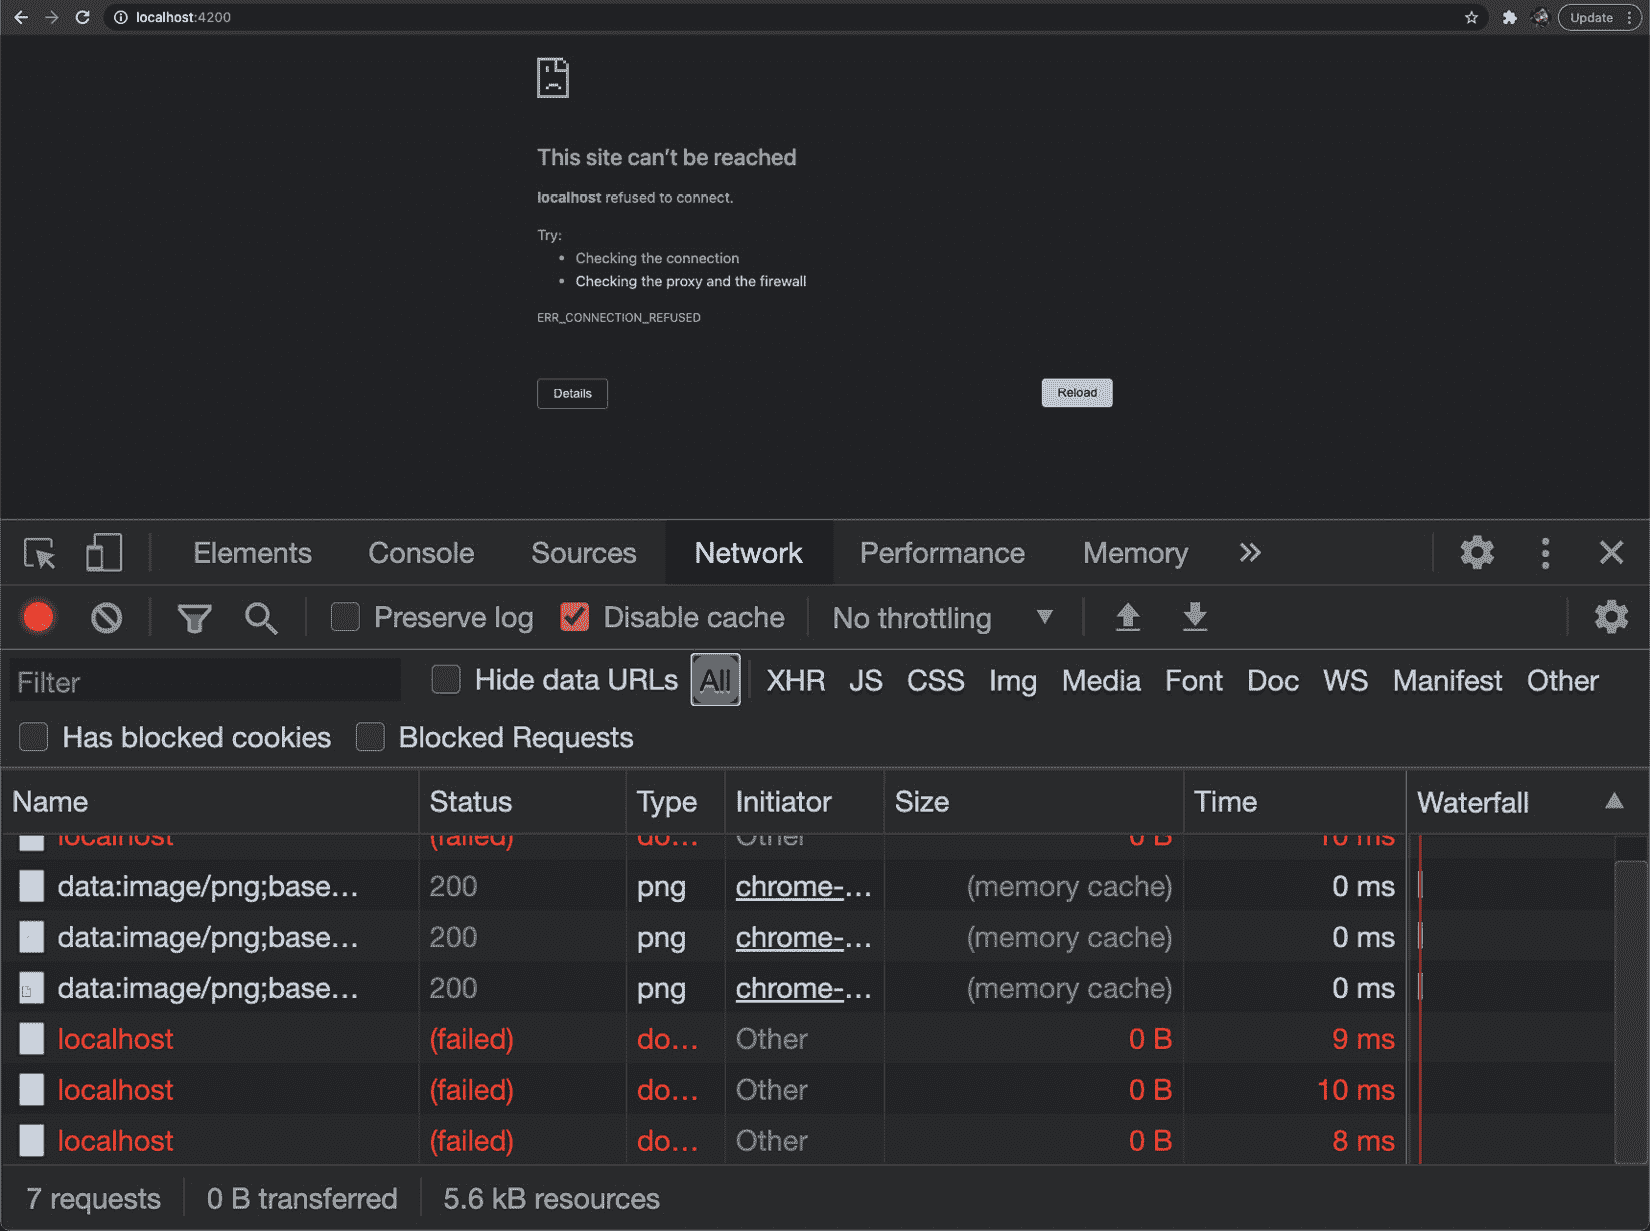 localhost:4200
Update
This site can't be reached
localhost refused to connect.
Try:
Checking the connection
Checking the proxy and the firewall
ERR_CONNECTION_REFUSED
Details Reload
Elements Console Sources Network Performance Memory
Preserve log Disable cache No throttling
Filter Hide data URLs All XHR JS CSS Img Media Font Doc WS Manifest Other
Has blocked cookies Blocked Requests
Name Status Type Initiator Size Time Waterfall
localhost (failed) do... Other 0 B 10 ms
data:image/png;base... 200 png chrome-... (memory cache) 0 ms
data:image/png;base... 200 png chrome-... (memory cache) 0 ms
data:image/png;base... 200 png chrome-... (memory cache) 0 ms
localhost (failed) do... Other 0 B 9 ms
localhost (failed) do... Other 0 B 10 ms
localhost (failed) do... Other 0 B 8 ms
7 requests 0 B transferred 5.6 kB resources